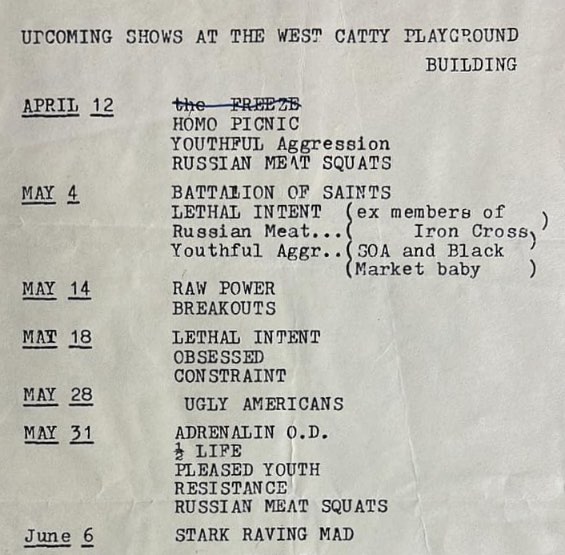 UPCOMING SHOWS AT THE WEST CATTY PLAYGROUND
BUILDING
APRIL 12 the FREEZE
HOMO PICNIC
YOUTHFUL Aggression
RUSSIAN MEAT SQUATS
MAY 4 BATTALION OF SAINTS
LETHAL INTENT (ex members of )
Russian Meat...( Iron Cross,)
Youthful Aggr..(SOA and Black
(Market baby )
MAY 14 RAW POWER
BREAKOUTS
MAT 18 LETHAL INTENT
OBSESSED
CONSTRAINT
MAY 28 UGLY AMERICANS
MAY 31 ADRENALIN O.D.
½ LIFE
PLEASED YOUTH
RESISTANCE
RUSSIAN MEAT SQUATS
June 6 STARK RAVING MAD